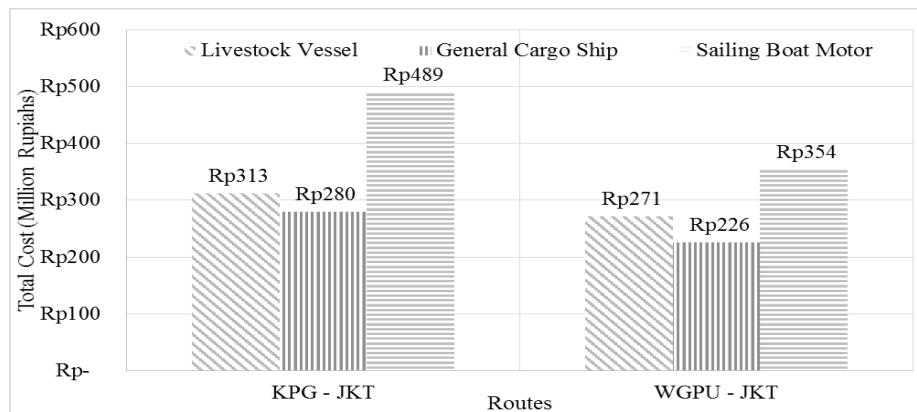 Rp600
Livestock Vessel General Cargo Ship Sailing Boat Motor
Rp489
Rp500
Rp400
Rp354
Rp313
Rp280
Rp300
Rp271
Rp226
Rp200
Rp100
Rp-
Total Cost (Million Rupiahs)
KPG - JKT WGPU - JKT
Routes